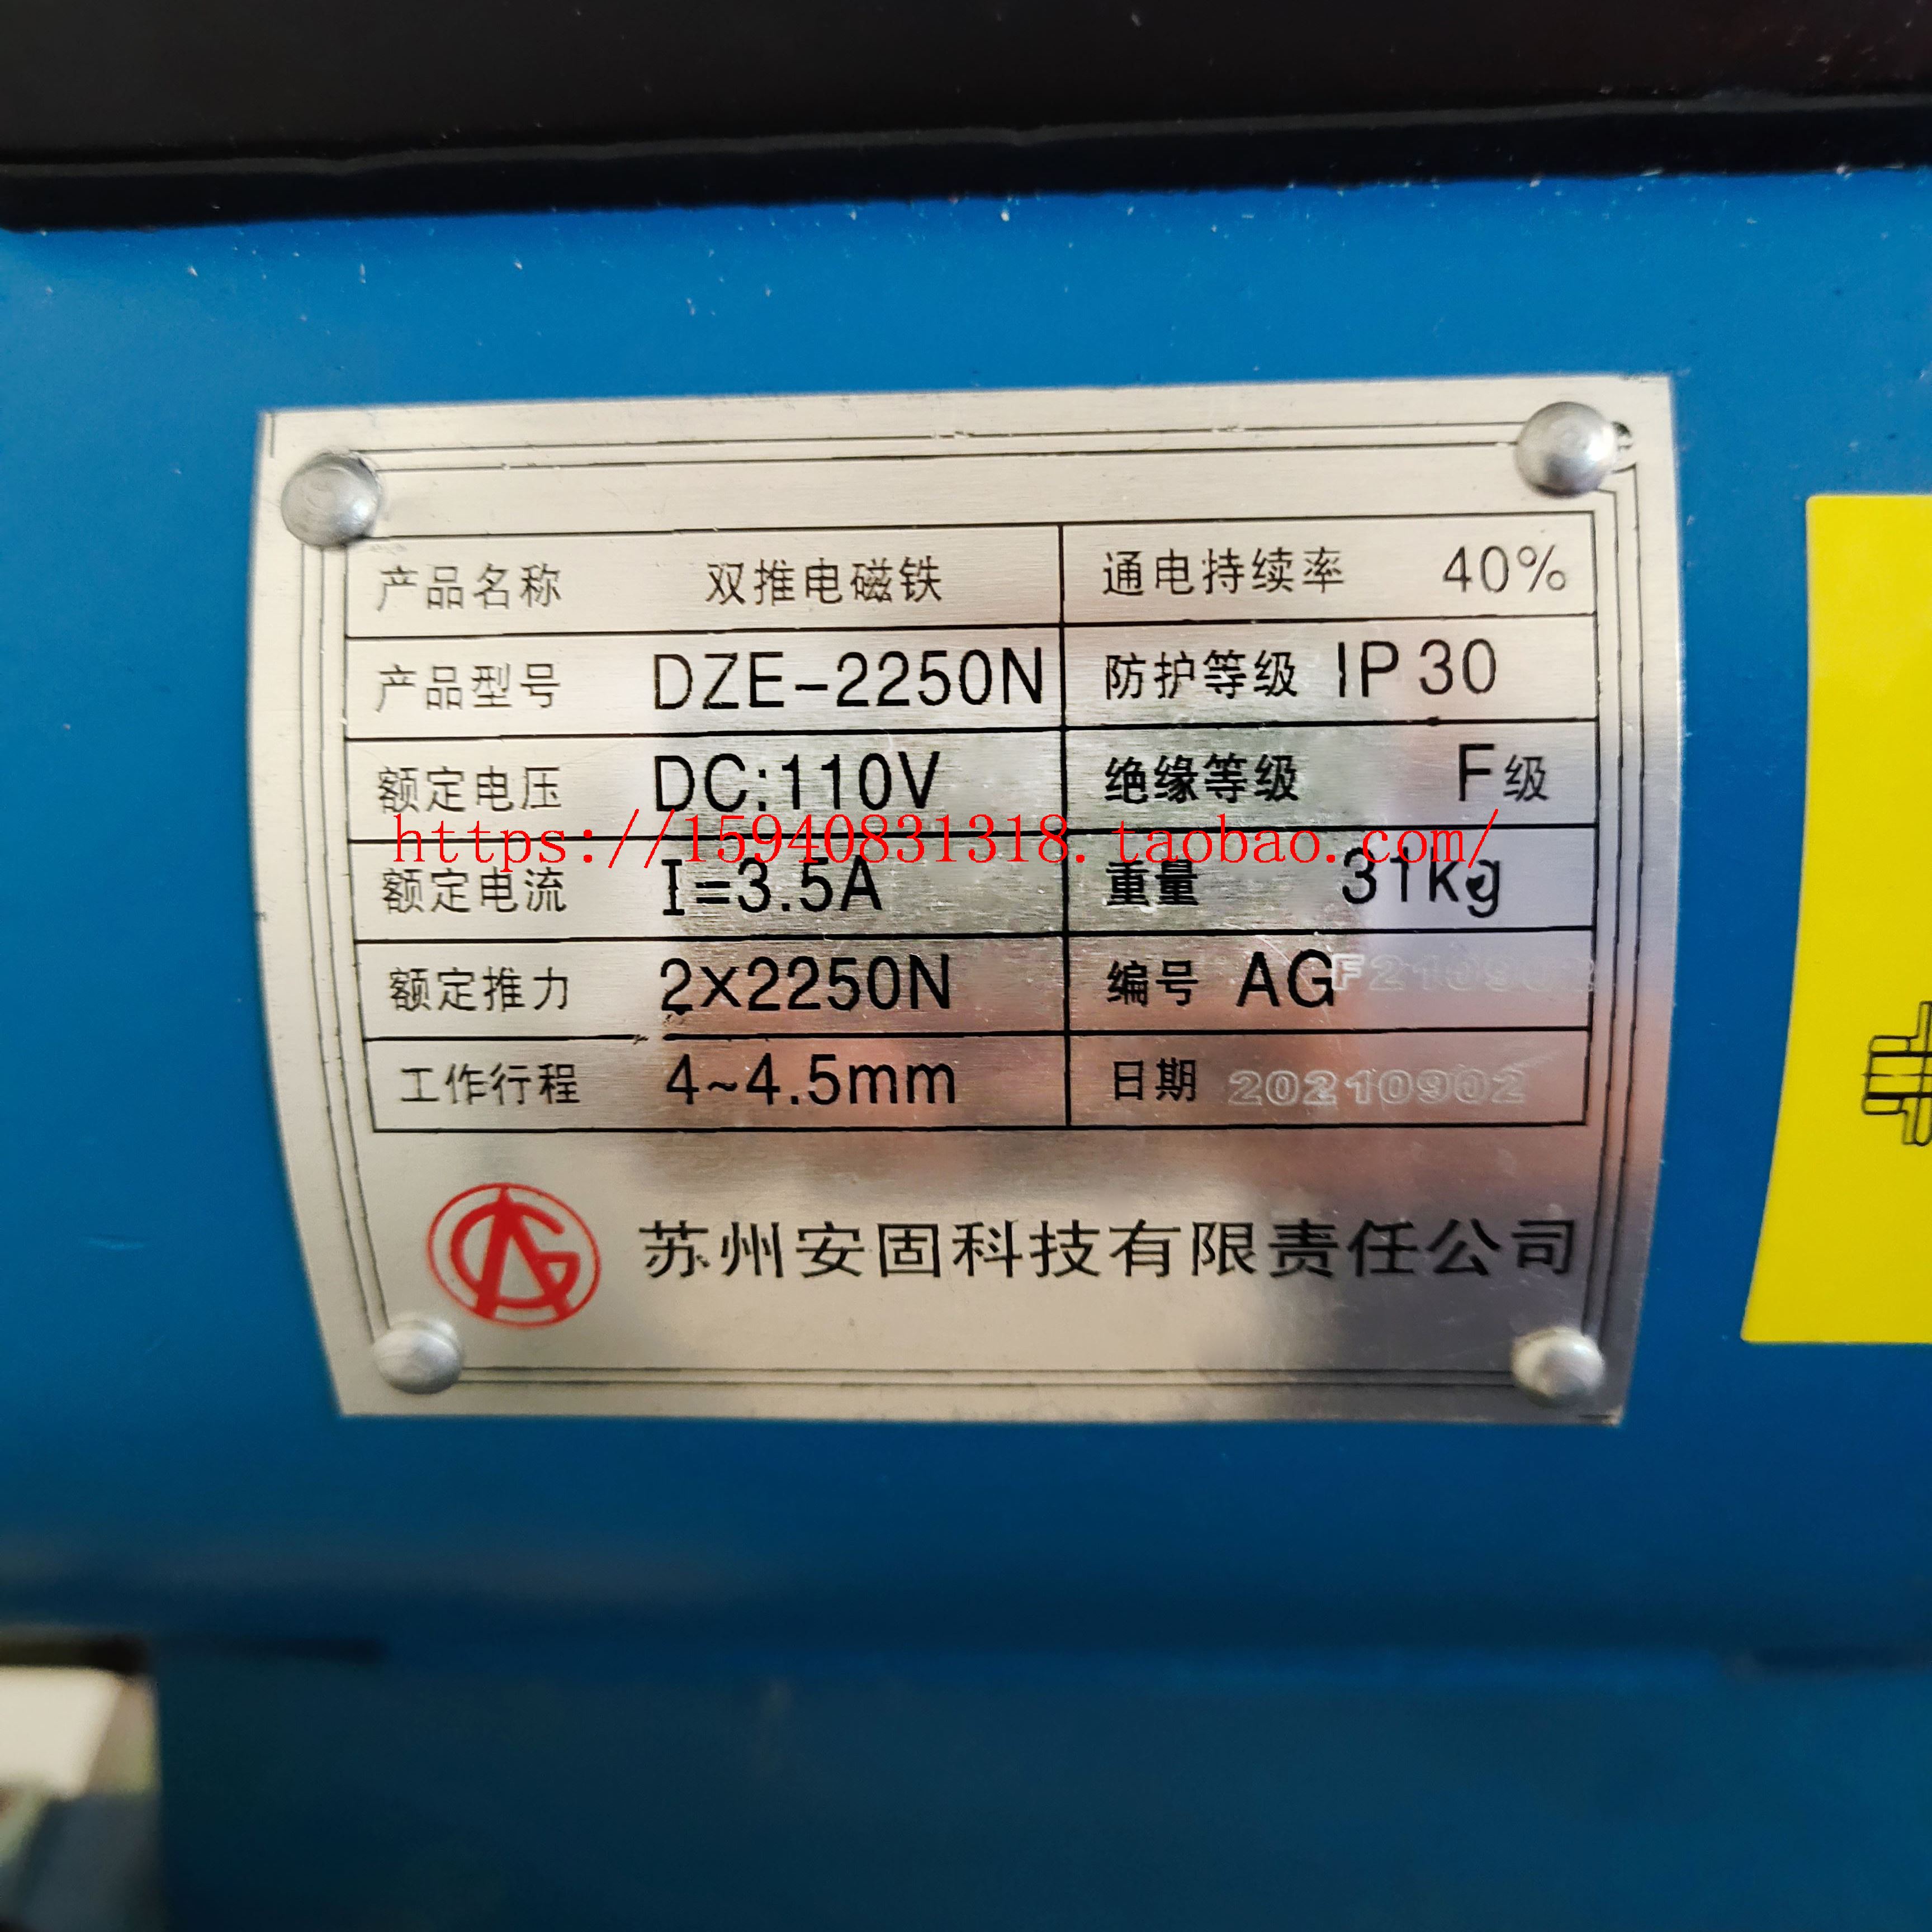 产品名称 双推电磁铁 通电持续率 40%
产品型号 DZE-2250N 防护等级 IP30
额定电压 DC:110V 绝缘等级 F级
https://15940831318.taobao.com/
额定电流 I=3.5A 重量 31kg
额定推力 2×2250N 编号 AGF210902
工作行程 4~4.5mm 日期 20210902
AG 苏州安固科技有限责任公司